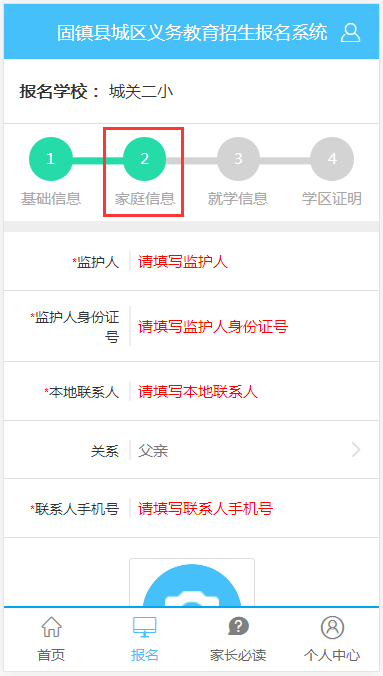 固镇县城区义务教育招生报名系统
报名学校： 城关二小
1 2 3 4
基础信息 家庭信息 就学信息 学区证明
*监护人 请填写监护人
*监护人身份证
号 请填写监护人身份证号
*本地联系人 请填写本地联系人
关系 父亲
*联系人手机号 请填写联系人手机号
首页 报名 家长必读 个人中心